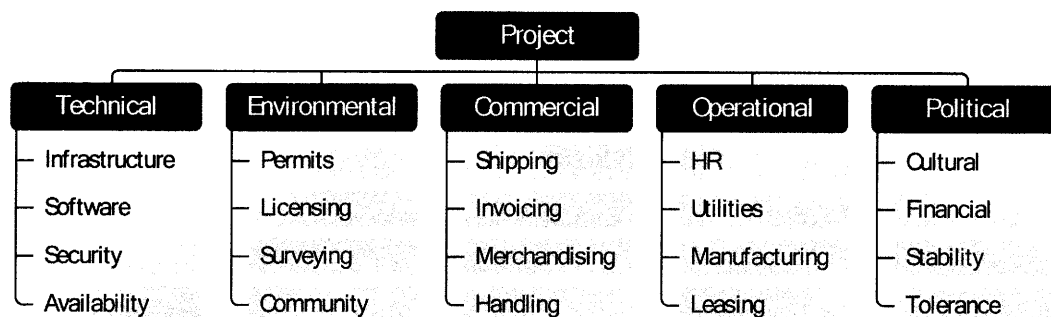 Project
Technical
Environmental
Commercial
Operational
Political
Infrastructure
Permits
Shipping
HR
Cultural
Software
Licensing
Invoicing
Utilities
Financial
Security
Surveying
Merchandising
Manufacturing
Stability
Availability
Community
Handling
Leasing
Tolerance